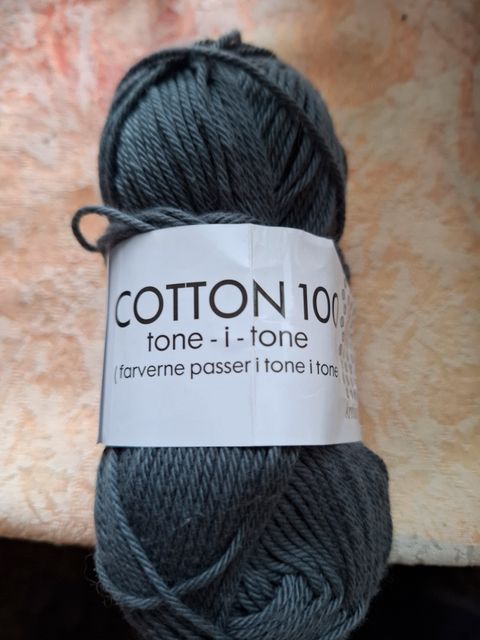 COTTON 100
tone - i - tone
( farverne passer i tone i tone